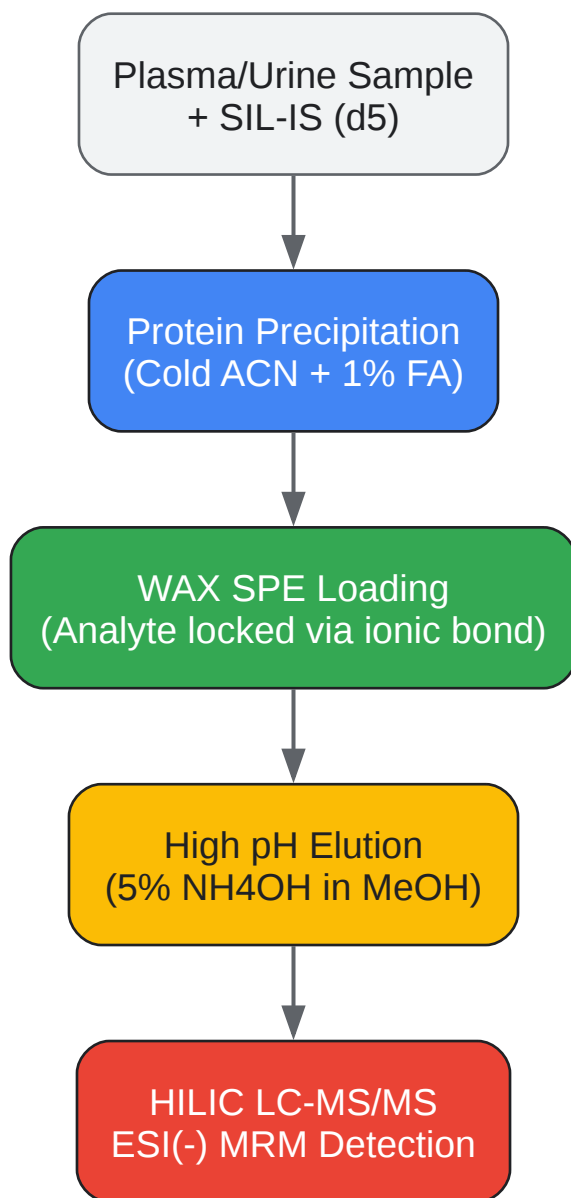 Plasma/Urine Sample
+ SIL-IS (d5)
Protein Precipitation
(Cold ACN + 1% FA)
WAX SPE Loading
(Analyte locked via ionic bond)
High pH Elution
(5% NH4OH in MeOH)
HILIC LC-MS/MS
ESI(-) MRM Detection